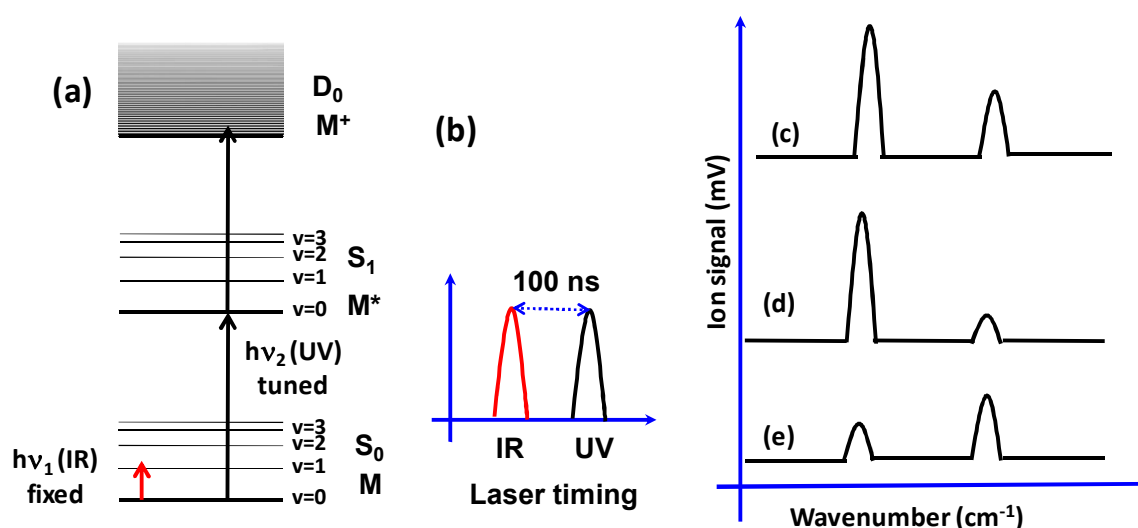 (a)
D₀
M⁺
v=3
v=2
v=1
v=0
S₁
M*
hν₂(UV)
tuned
v=3
v=2
v=1
v=0
S₀
M
hν₁(IR)
fixed
(b)
100 ns
IR
UV
Laser timing
Ion signal (mV)
(c)
(d)
(e)
Wavenumber (cm⁻¹)